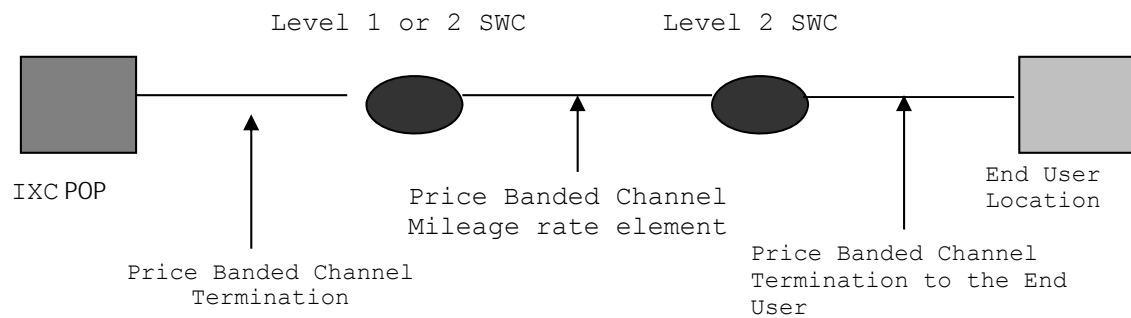 Level 1 or 2 SWC
Level 2 SWC
IXC POP
End User
Location
Price Banded Channel
Mileage rate element
Price Banded Channel
Termination
Price Banded Channel
Termination to the End
User